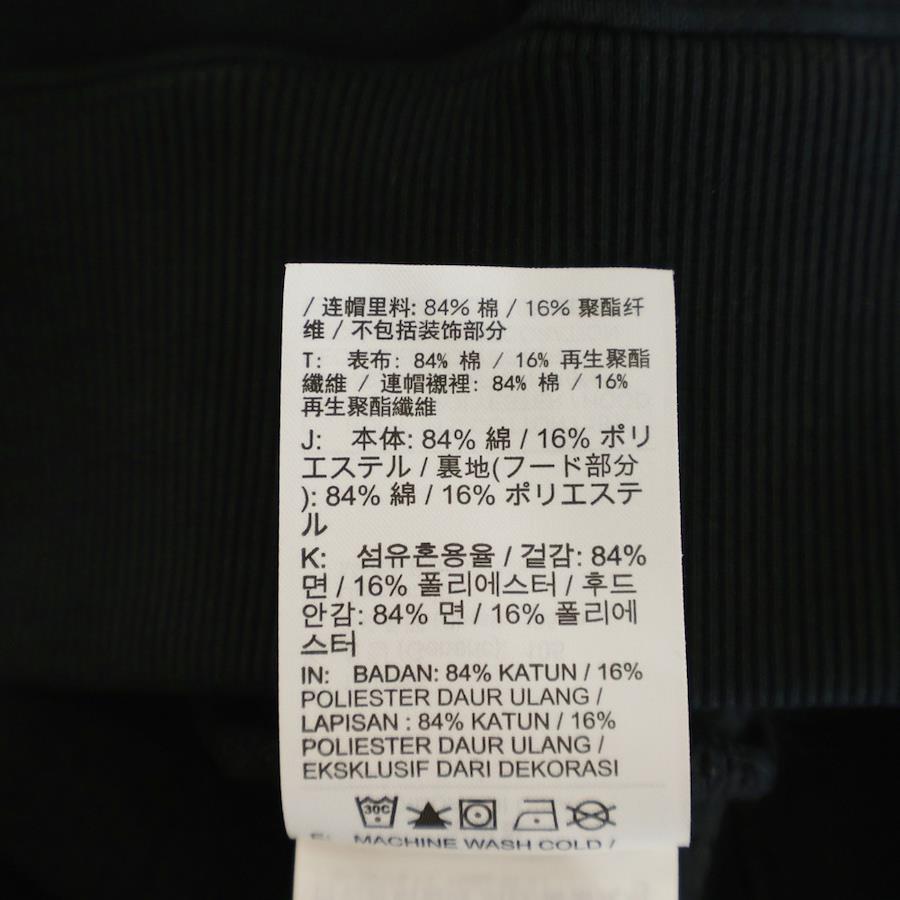 / 连帽里料: 84% 棉 / 16% 聚酯纤
维 / 不包括装饰部分
T: 表布: 84% 棉 / 16% 再生聚酯
纖維 / 連帽襯裡: 84% 棉 / 16%
再生聚酯纖維
J: 本体: 84% 綿 / 16% ポリ
エステル / 裏地(フード部分
): 84% 綿 / 16% ポリエステ
ル
K: 섬유혼용율 / 겉감: 84%
면 / 16% 폴리에스터 / 후드
안감: 84% 면 / 16% 폴리에
스터
IN: BADAN: 84% KATUN / 16%
POLIESTER DAUR ULANG /
LAPISAN : 84% KATUN / 16%
POLIESTER DAUR ULANG /
EKSKLUSIF DARI DEKORASI
30C
E: MACHINE WASH COLD /